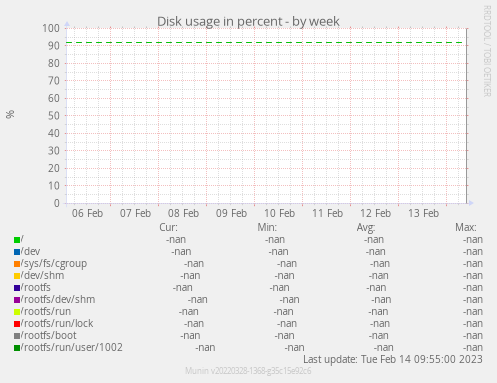 Disk usage in percent - by week
RRDTOOL / TOBI OETIKER
%
100
90
80
70
60
50
40
30
20
10
0
06 Feb 07 Feb 08 Feb 09 Feb 10 Feb 11 Feb 12 Feb 13 Feb
Cur: Min: Avg: Max:
/ -nan -nan -nan -nan
/dev -nan -nan -nan -nan
/sys/fs/cgroup -nan -nan -nan -nan
/dev/shm -nan -nan -nan -nan
/rootfs -nan -nan -nan -nan
/rootfs/dev/shm -nan -nan -nan -nan
/rootfs/run -nan -nan -nan -nan
/rootfs/run/lock -nan -nan -nan -nan
/rootfs/boot -nan -nan -nan -nan
/rootfs/run/user/1002 -nan -nan -nan -nan
Last update: Tue Feb 14 09:55:00 2023
Munin v20220328-1368-g35c15e92c6